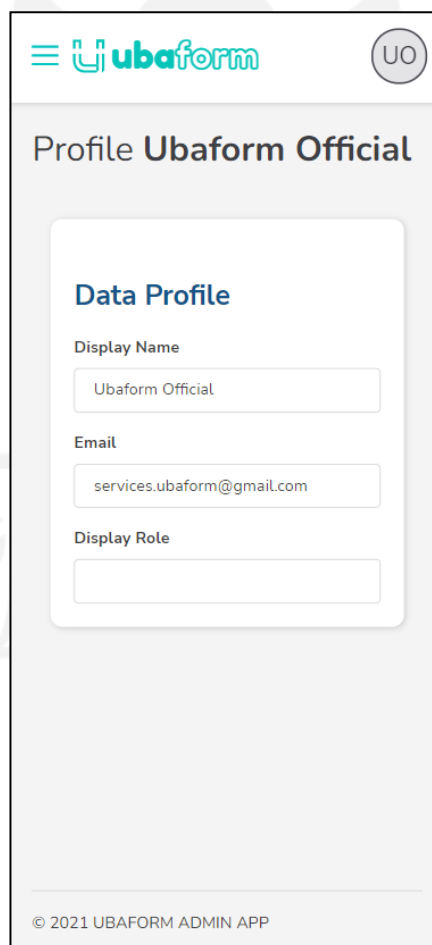 ubaform
UO
Profile Ubaform Official
Data Profile
Display Name
Ubaform Official
Email
services.ubaform@gmail.com
Display Role
© 2021 UBAFORM ADMIN APP